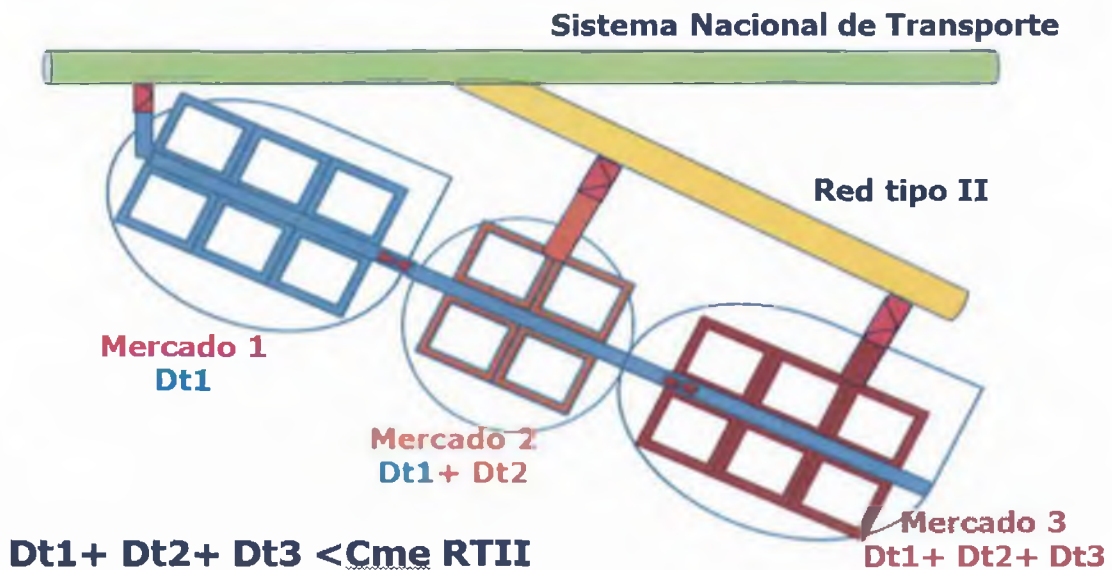 Sistema Nacional de Transporte
Red tipo II
Mercado 1
Dt1
Mercado 2
Dt1+ Dt2
Mercado 3
Dt1+ Dt2+ Dt3
Dt1+ Dt2+ Dt3 <Cme RTII